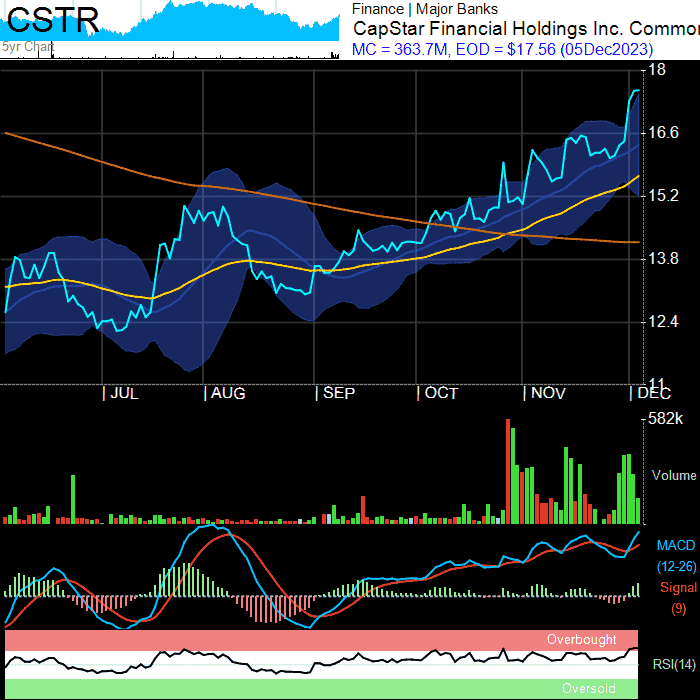 CSTR
5yr Chart
Finance | Major Banks
CapStar Financial Holdings Inc. Common
MC = 363.7M, EOD = $17.56 (05Dec2023)
18
16.6
15.2
13.8
12.4
11
| JUL | AUG | SEP | OCT | NOV | DEC
582k
Volume
MACD
(12-26)
Signal
(9)
Overbought
RSI(14)
Oversold